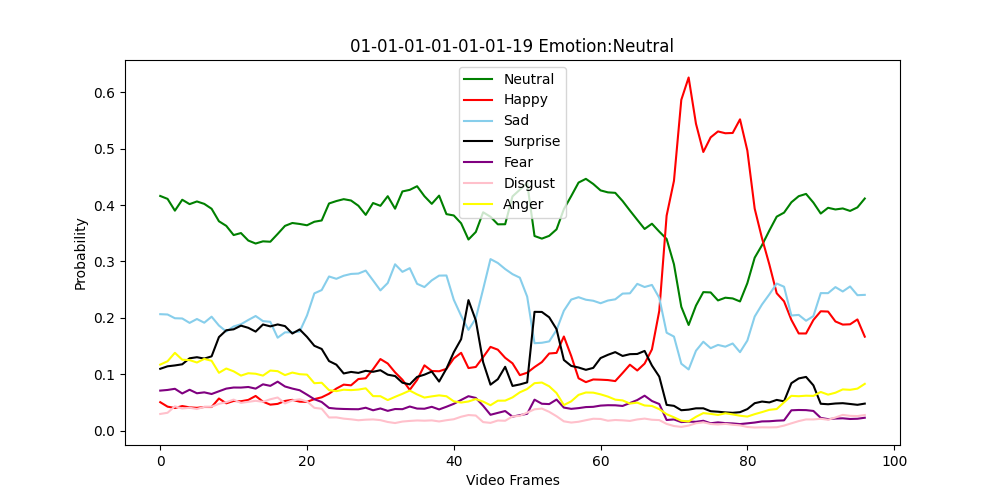 01-01-01-01-01-01-19 Emotion:Neutral
Neutral
Happy
Sad
Surprise
Fear
Disgust
Anger
Probability
0.6
0.5
0.4
0.3
0.2
0.1
0.0
0 20 40 60 80 100
Video Frames